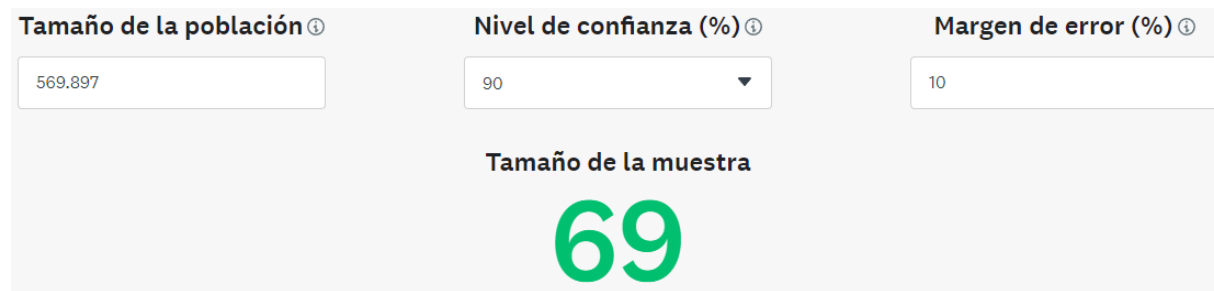 Tamaño de la población
Nivel de confianza (%)
Margen de error (%)
569.897
90
10
Tamaño de la muestra
69